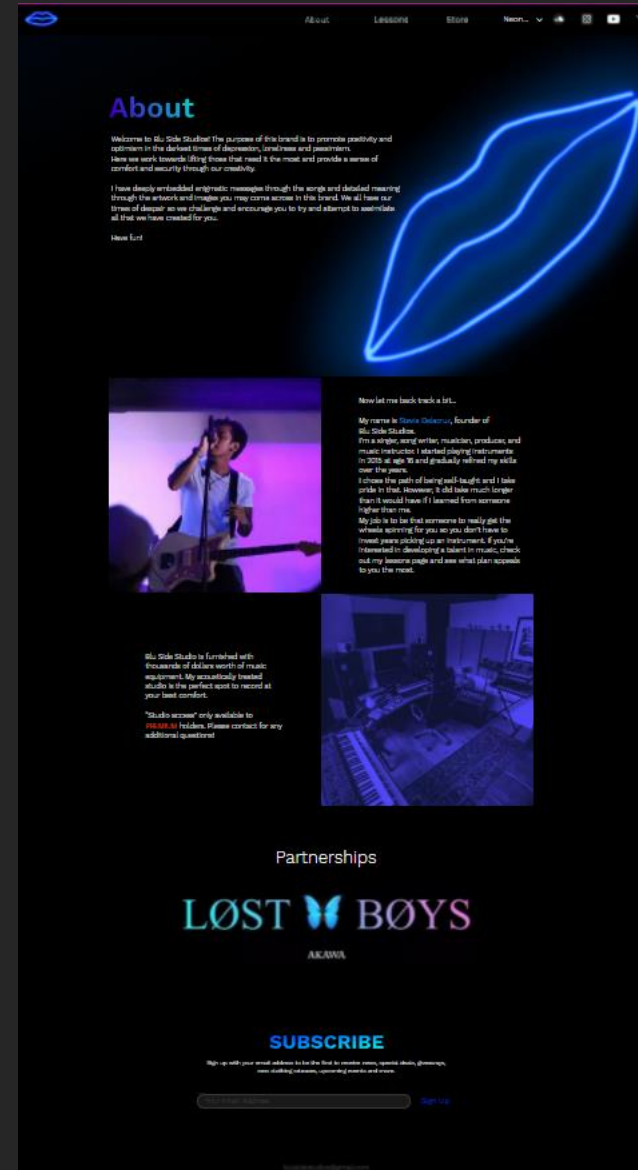 About
Lessons
Store
Neon...
About
Welcome to Blu Side Studios! The purpose of this brand is to promote positivity and
optimism in the darkest times of depression, loneliness and pessimism.
Here we work towards lifting those that need it the most and provide a sense of
comfort and security through our creativity.
I have deeply embedded enigmatic messages through the songs and detailed meaning
through the artwork and images you may come across in this brand. We all have our
times of despair so we challenge and encourage you to try and attempt to assimilate
all that we have created for you.
Have fun!
Now let me back track a bit...
My name is Stevie founder of
Blu Side Studios.
I'm a singer, song writer, musician, producer, and
music instructor. I started playing instruments
in 2015 at age 16 and gradually refined my skills
over the years.
I chose the path of being self-taught and I take
pride in that. However, it did take much longer
than it would have if I learned from someone
higher than me.
My job is to be that someone to really get the
wheels spinning for you so you don't have to
invest years picking up an instrument. If you're
interested in developing a talent in music, check
out my lessons page and see what plan appeals
to you the most.
Blu Side Studio is furnished with
thousands of dollars worth of music
equipment. My acoustically treated
studio is the perfect spot to record at
your best comfort.
"Studio access" only available to
PREMIUM holders. Please contact for any
additional questions!
Partnerships
LØST BØYS
AKAWA
SUBSCRIBE
Sign up with your email address to be the first to receive news, special deals, giveaways,
new clothing releases, upcoming events and more.
Your Email Address
Sign Up